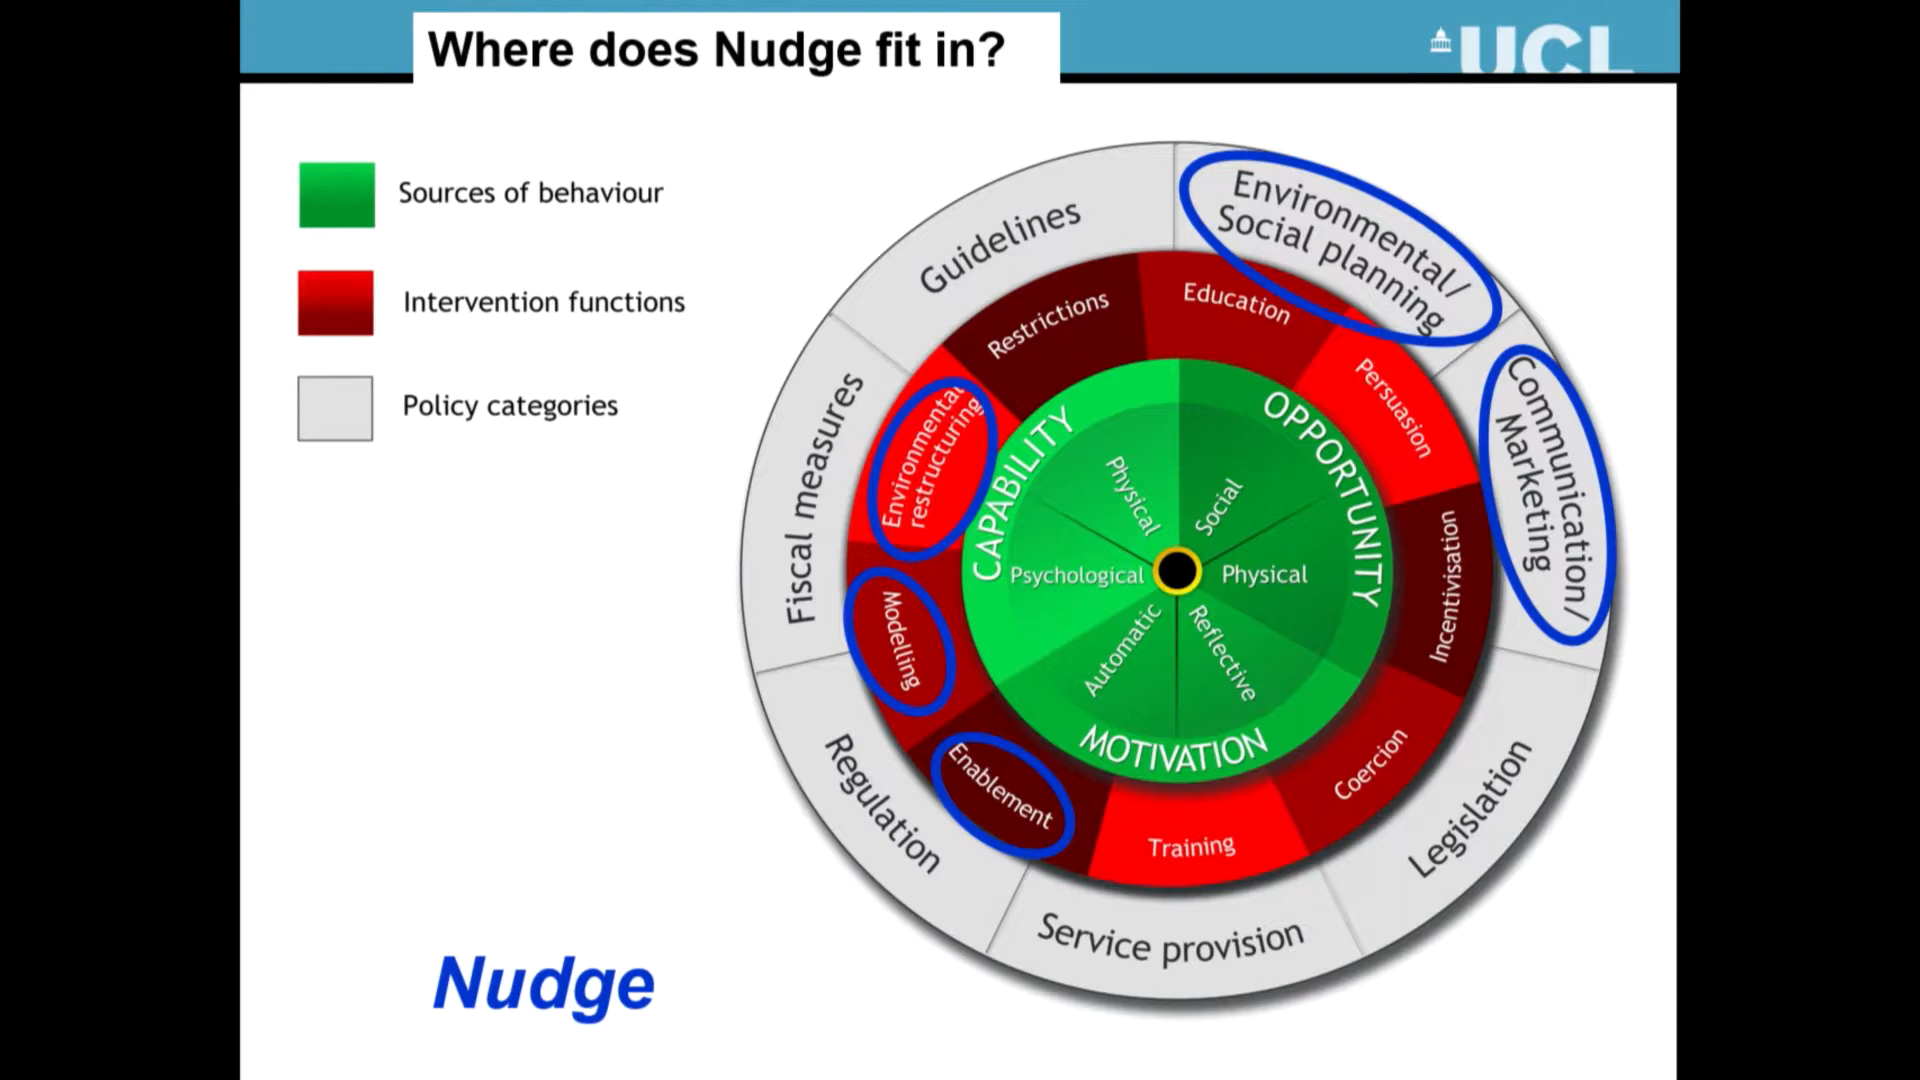 Where does Nudge fit in?
UCL
Sources of behaviour
Intervention functions
Policy categories
Environmental/
Social planning
Communication/
Marketing
Legislation
Service provision
Regulation
Fiscal measures
Guidelines
Education
Persuasion
Incentivisation
Coercion
Training
Enablement
Modelling
Environmental
restructuring
Restrictions
CAPABILITY
OPPORTUNITY
MOTIVATION
Physical
Social
Psychological
Physical
Automatic
Reflective
Nudge